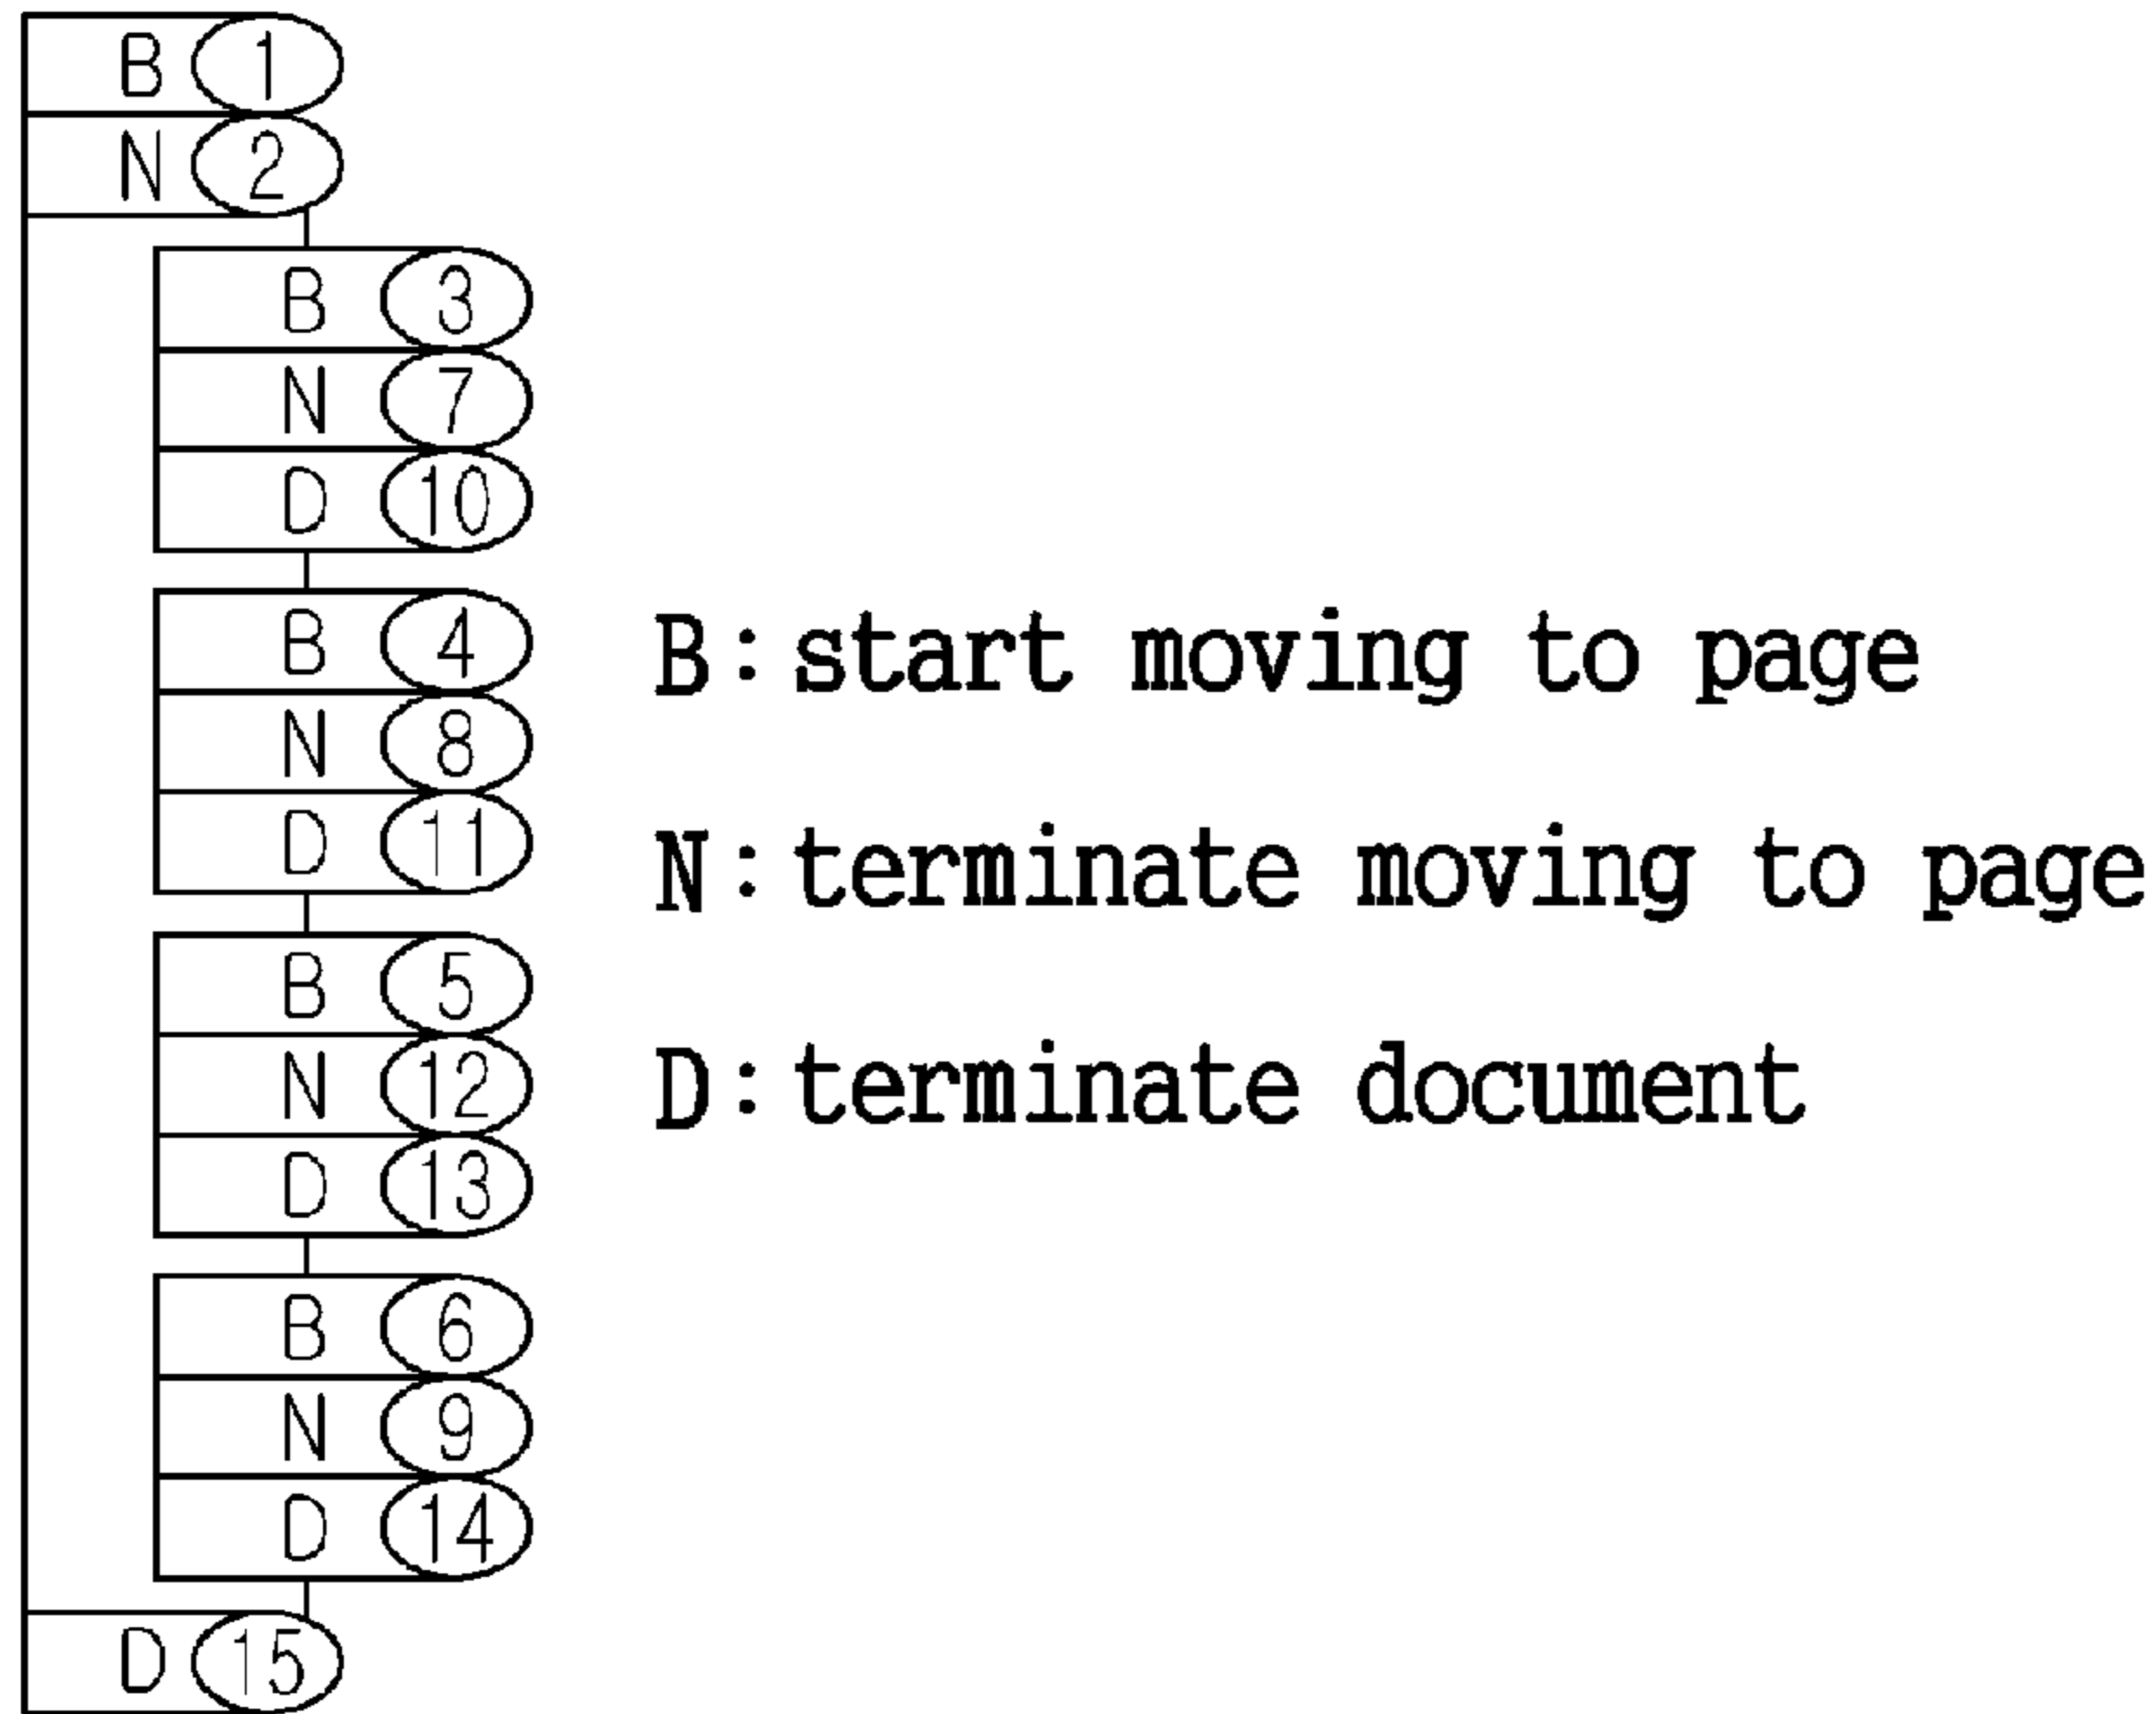 B 1
N 2
B 3
N 7
D 10
B 4
N 8
D 11
B 5
N 12
D 13
B 6
N 9
D 14
D 15
B: start moving to page
N: terminate moving to page
D: terminate document